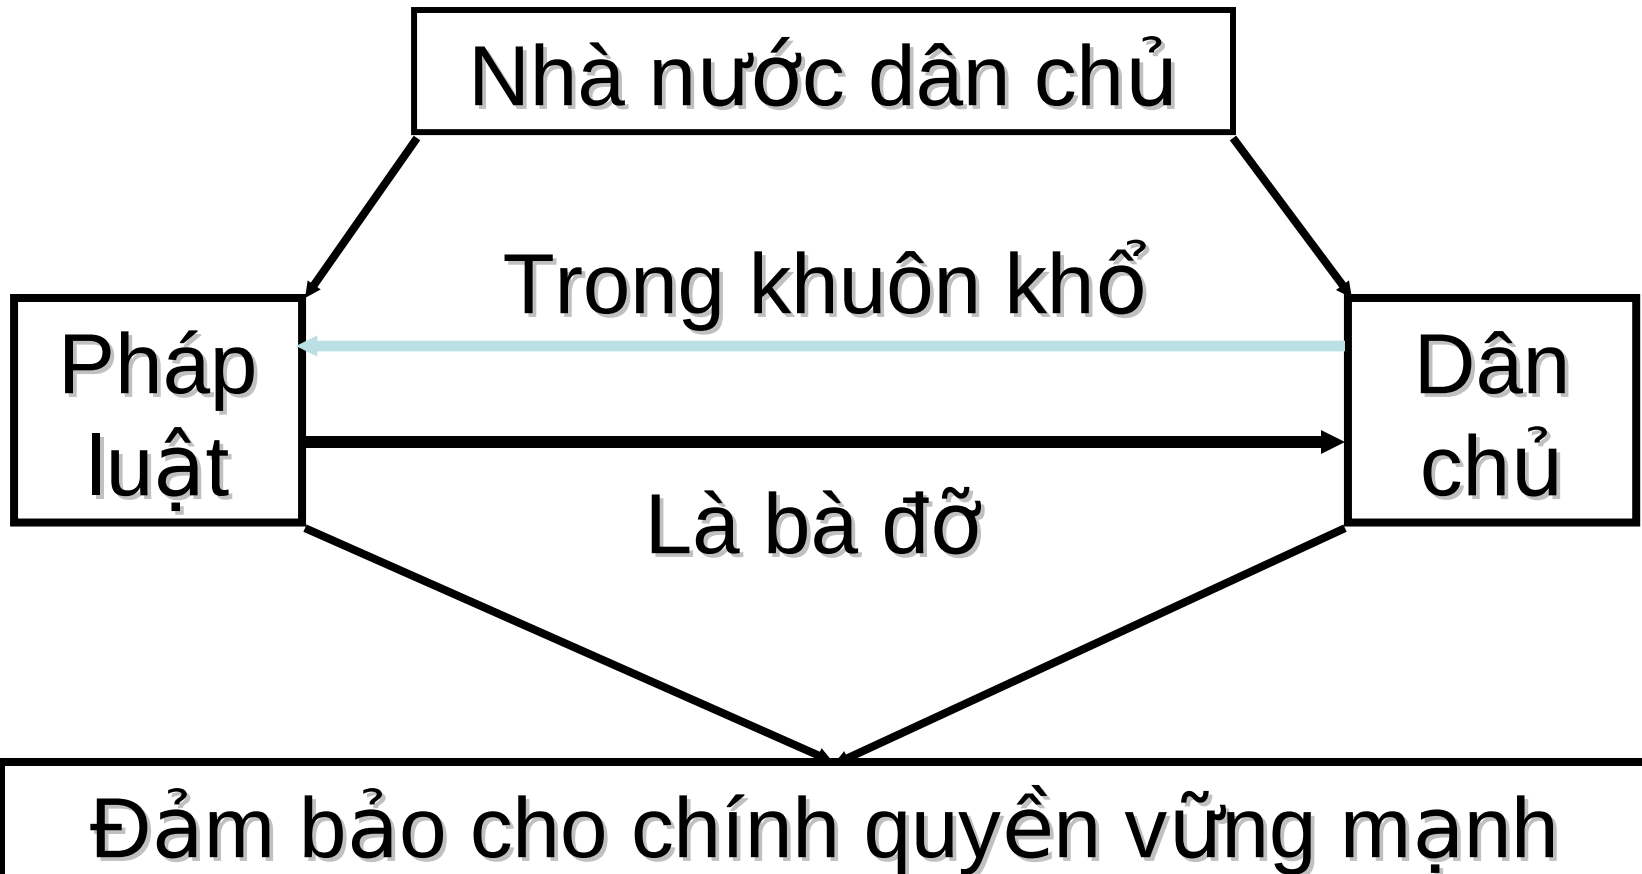 Nhà nước dân chủ
Trong khuôn khổ
Pháp
luật
Dân
chủ
Là bà đỡ
Đảm bảo cho chính quyền vững mạnh